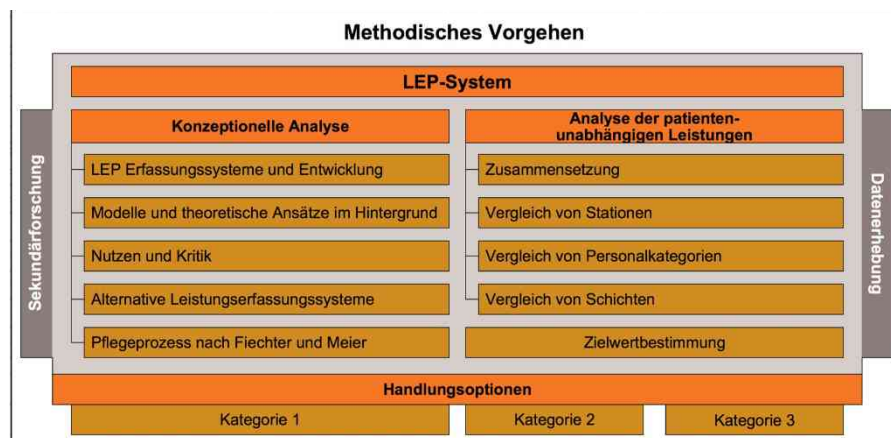 Methodisches Vorgehen
LEP-System
Sekundärforschung
Konzeptionelle Analyse
LEP Erfassungssysteme und Entwicklung
Modelle und theoretische Ansätze im Hintergrund
Nutzen und Kritik
Alternative Leistungserfassungssysteme
Pflegeprozess nach Fiechter und Meier
Analyse der patienten-
unabhängigen Leistungen
Zusammensetzung
Vergleich von Stationen
Vergleich von Personalkategorien
Vergleich von Schichten
Zielwertbestimmung
Datenerhebung
Handlungsoptionen
Kategorie 1
Kategorie 2
Kategorie 3